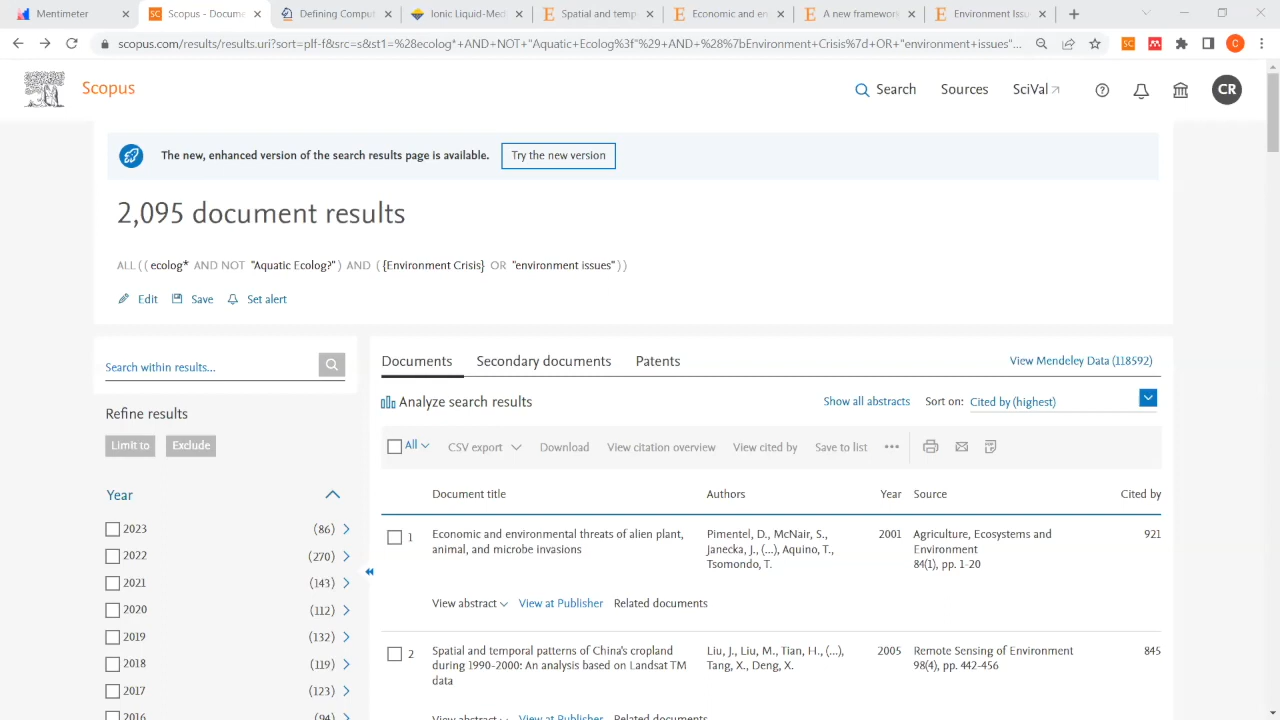 Mentimeter
Scopus - Docume
Defining Comput
Ionic Liquid-Med
Spatial and temp
Economic and en
A new framework
Environment Issu
scopus.com/results/results.uri?sort=plf-f&src=s&st1=%28ecolog*+AND+NOT+"Aquatic+Ecolog%3f"%29+AND+%28%7bEnvironment+Crisis%7d+OR+"environment+issues"...
SC
C
Scopus
Search
Sources
SciVal
CR
The new, enhanced version of the search results page is available.
Try the new version
2,095 document results
ALL ( ( ecolog* AND NOT "Aquatic Ecolog?" ) AND ( {Environment Crisis} OR "environment issues" ) )
Edit
Save
Set alert
Search within results...
Refine results
Limit to
Exclude
Year
2023 (86)
2022 (270)
2021 (143)
2020 (112)
2019 (132)
2018 (119)
2017 (123)
2016 (94)
Documents
Secondary documents
Patents
View Mendeley Data (118592)
Analyze search results
Show all abstracts
Sort on: Cited by (highest)
All
CSV export
Download
View citation overview
View cited by
Save to list
Document title
Authors
Year
Source
Cited by
1
Economic and environmental threats of alien plant,
animal, and microbe invasions
Pimentel, D., McNair, S.,
Janecka, J., (...), Aquino, T.,
Tsomondo, T.
2001
Agriculture, Ecosystems and
Environment
84(1), pp. 1-20
921
View abstract
View at Publisher
Related documents
2
Spatial and temporal patterns of China's cropland
during 1990-2000: An analysis based on Landsat TM
data
Liu, J., Liu, M., Tian, H., (...),
Tang, X., Deng, X.
2005
Remote Sensing of Environment
98(4), pp. 442-456
845
View abstract
View at Publisher
Related documents